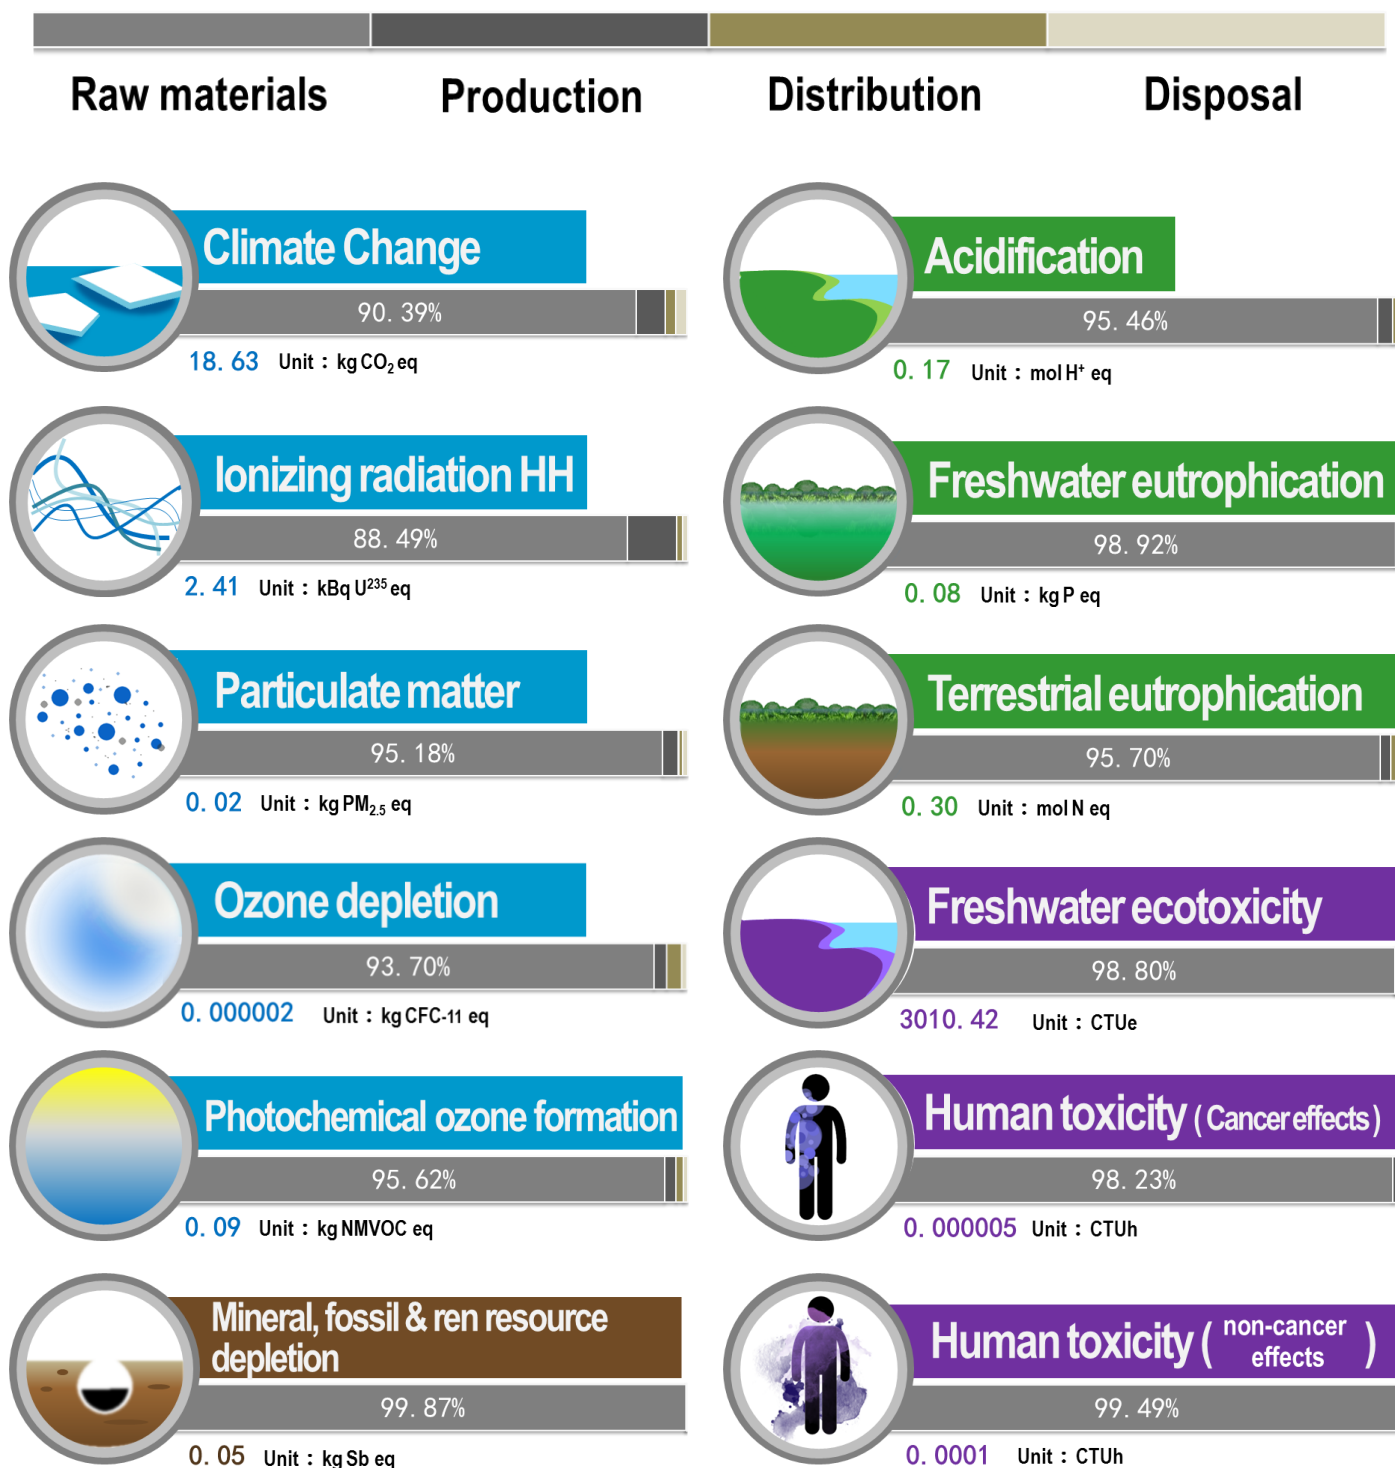 Raw materials
Production
Distribution
Disposal
Climate Change
90. 39%
18. 63 Unit : kg CO₂ eq
Ionizing radiation HH
88. 49%
2. 41 Unit : kBq U²³⁵ eq
Particulate matter
95. 18%
0. 02 Unit : kg PM₂.₅ eq
Ozone depletion
93. 70%
0. 000002 Unit : kg CFC-11 eq
Photochemical ozone formation
95. 62%
0. 09 Unit : kg NMVOC eq
Mineral, fossil & ren resource
depletion
99. 87%
0. 05 Unit : kg Sb eq
Acidification
95. 46%
0. 17 Unit : mol H⁺ eq
Freshwater eutrophication
98. 92%
0. 08 Unit : kg P eq
Terrestrial eutrophication
95. 70%
0. 30 Unit : mol N eq
Freshwater ecotoxicity
98. 80%
3010. 42 Unit : CTUe
Human toxicity ( Cancer effects )
98. 23%
0. 000005 Unit : CTUh
Human toxicity ( non-cancer
effects )
99. 49%
0. 0001 Unit : CTUh